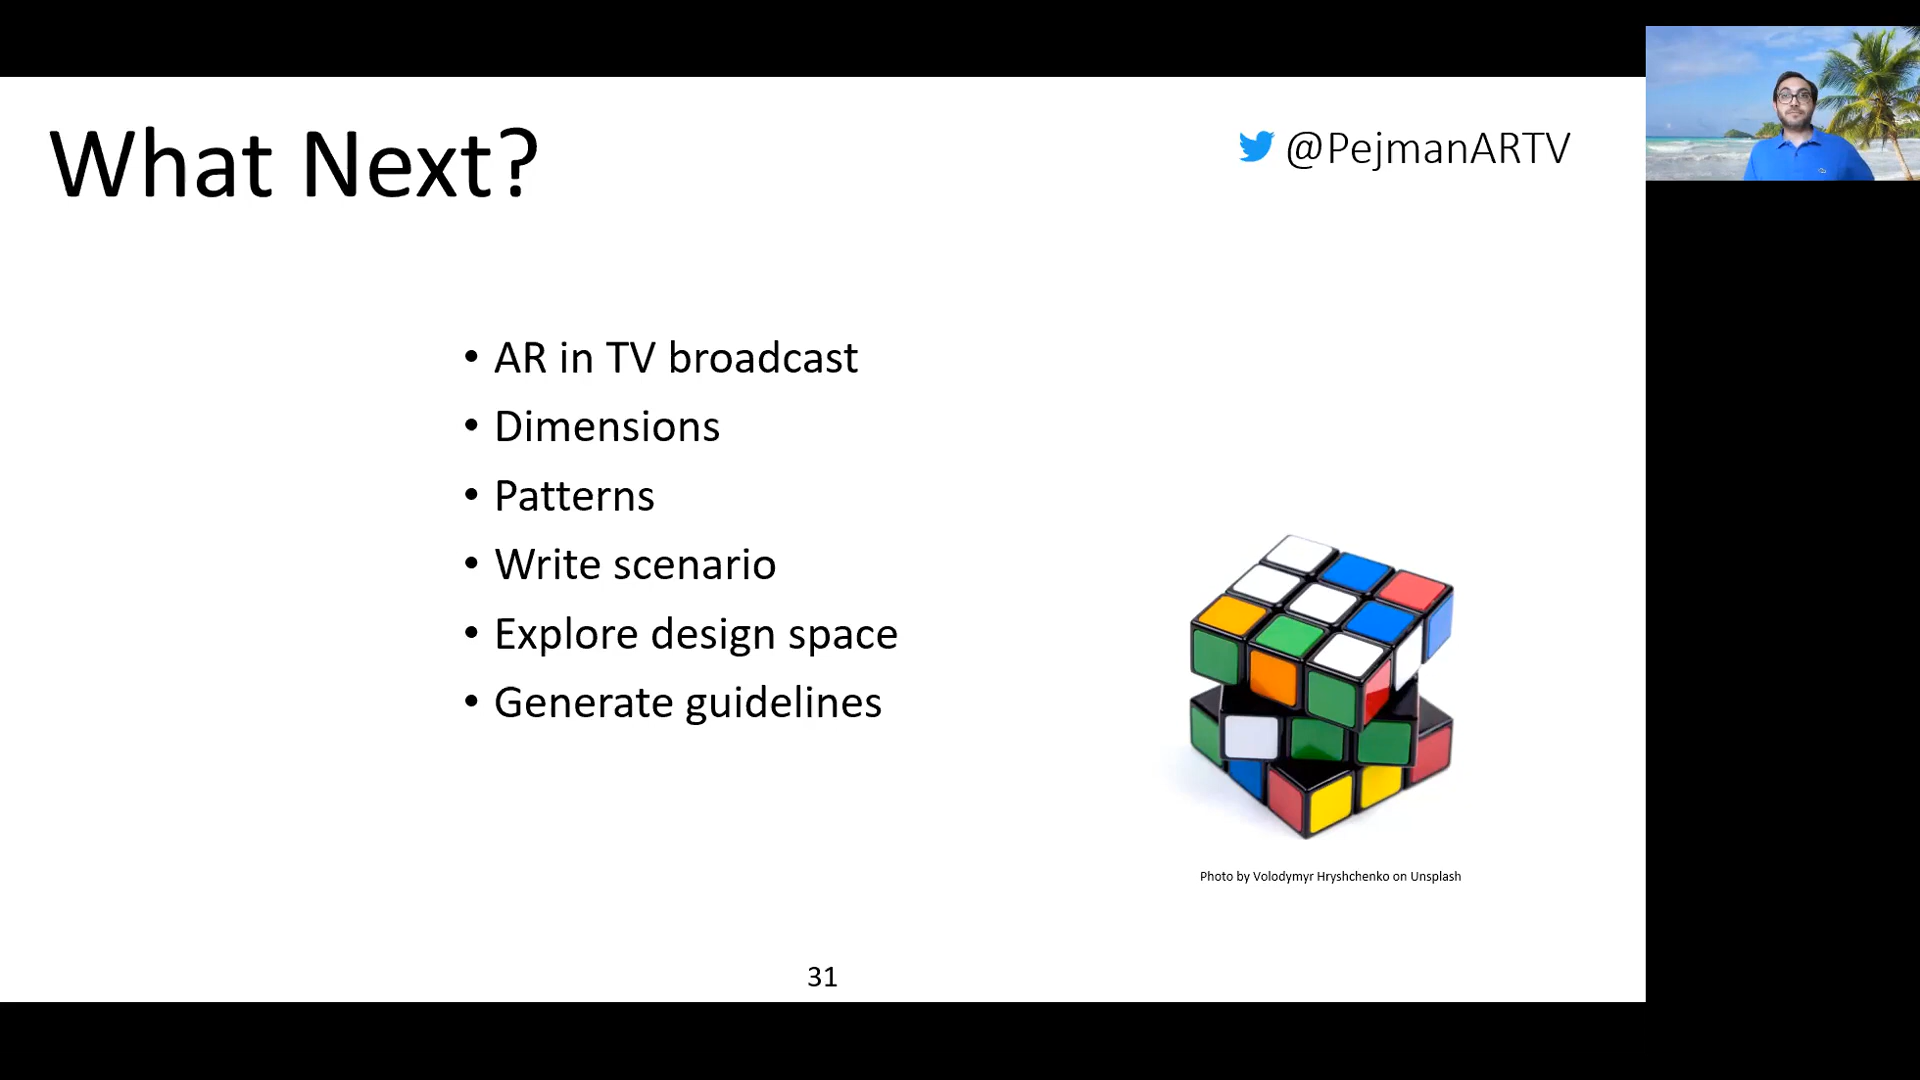 What Next?
@PejmanARTV
• AR in TV broadcast
• Dimensions
• Patterns
• Write scenario
• Explore design space
• Generate guidelines
Photo by Volodymyr Hryshchenko on Unsplash
31